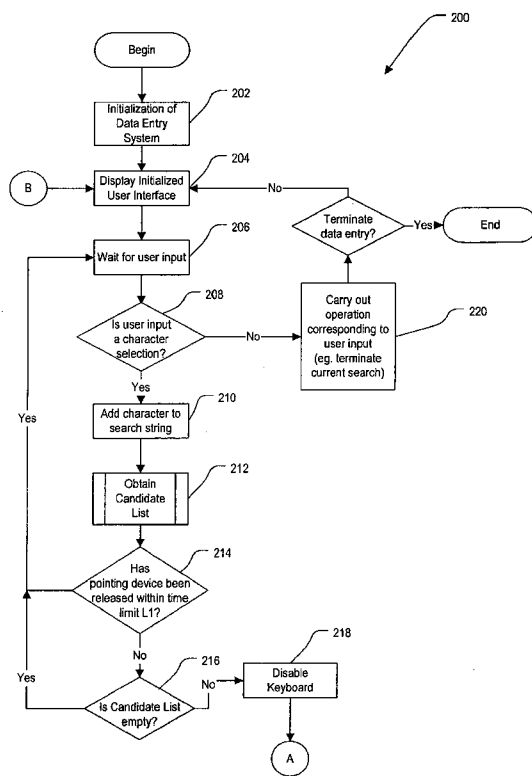 200
Begin
202
Initialization of
Data Entry
System
204
B
Display Initialized
User Interface
No
Terminate
data entry?
Yes
End
206
Wait for user input
208
Is user input
a character
selection?
No
Carry out
operation
corresponding to
user input
(eg. terminate
current search)
220
Yes
210
Add character to
search string
Yes
212
Obtain
Candidate
List
214
Has
pointing device been
released within time
limit L1?
No
216
Yes
Is Candidate List
empty?
No
218
Disable
Keyboard
A